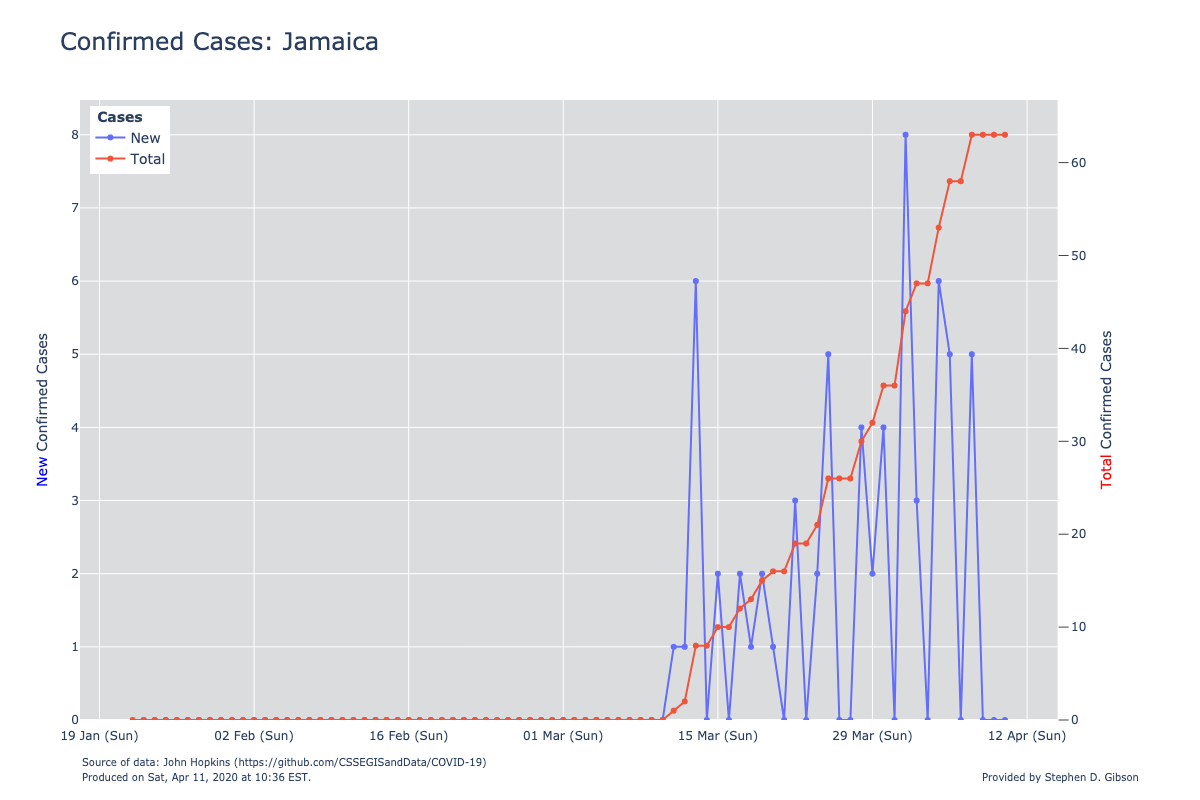 Confirmed Cases: Jamaica
Cases
New
Total
8
7
6
5
4
3
2
1
0
New Confirmed Cases
60
50
40
30
20
10
0
Total Confirmed Cases
19 Jan (Sun)
02 Feb (Sun)
16 Feb (Sun)
01 Mar (Sun)
15 Mar (Sun)
29 Mar (Sun)
12 Apr (Sun)
Source of data: John Hopkins (https://github.com/CSSEGISandData/COVID-19)
Produced on Sat, Apr 11, 2020 at 10:36 EST.
Provided by Stephen D. Gibson